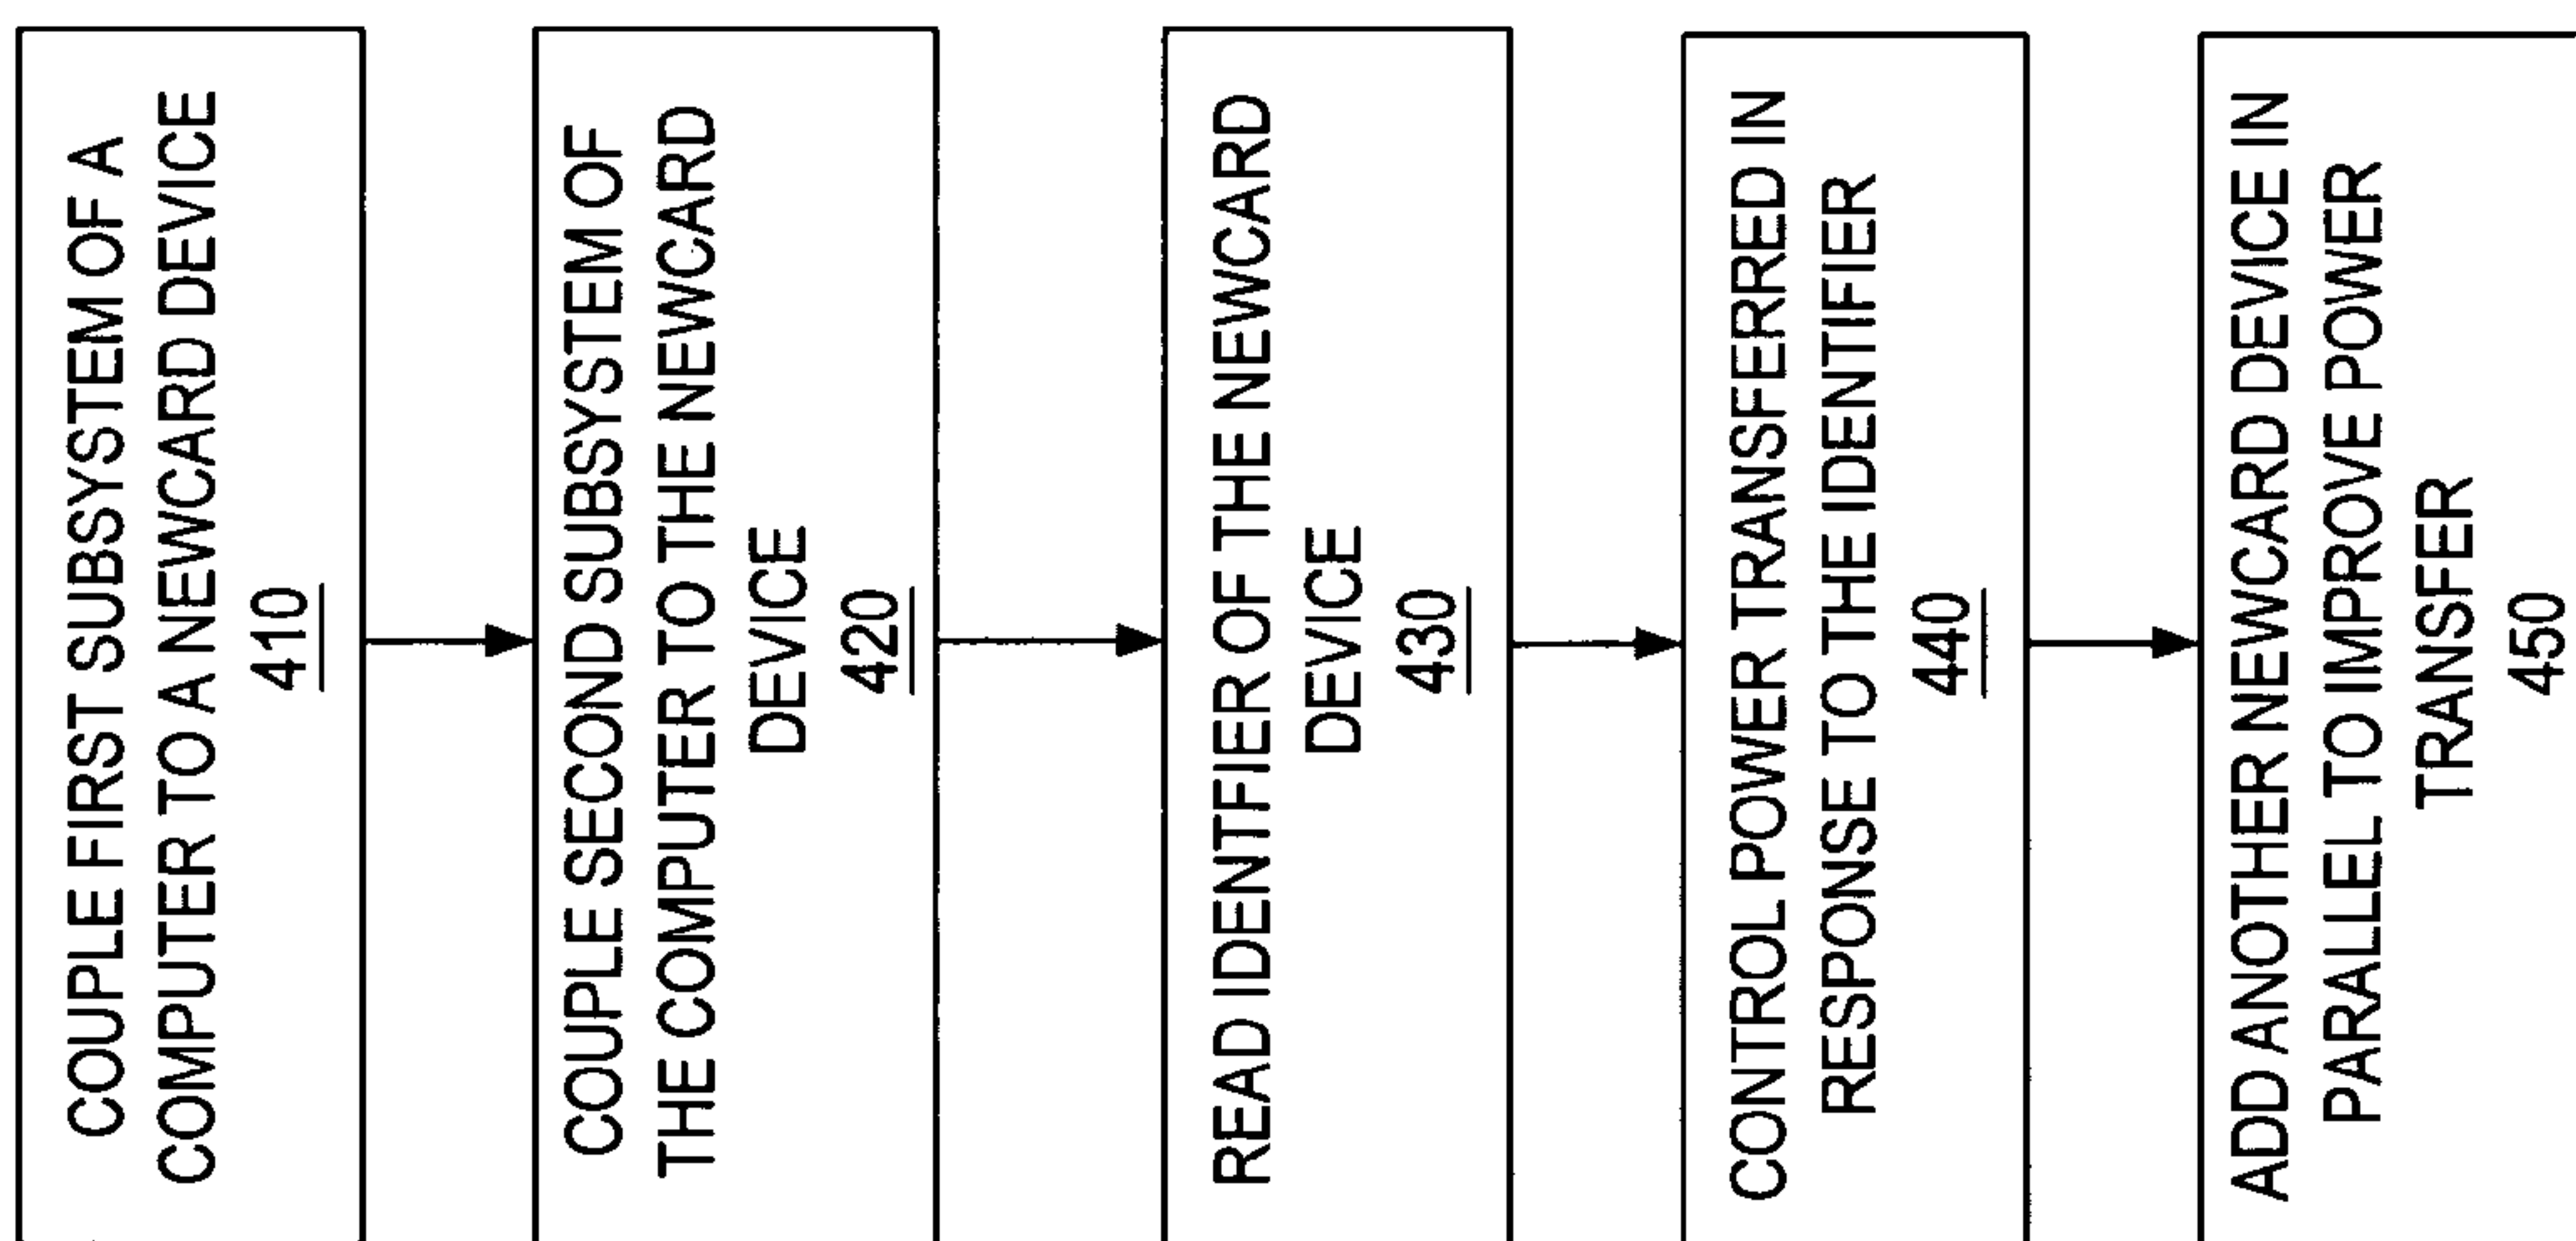 COUPLE FIRST SUBSYSTEM OF A
COMPUTER TO A NEWCARD DEVICE
410
COUPLE SECOND SUBSYSTEM OF
THE COMPUTER TO THE NEWCARD
DEVICE
420
READ IDENTIFIER OF THE NEWCARD
DEVICE
430
CONTROL POWER TRANSFERRED IN
RESPONSE TO THE IDENTIFIER
440
ADD ANOTHER NEWCARD DEVICE IN
PARALLEL TO IMPROVE POWER
TRANSFER
450